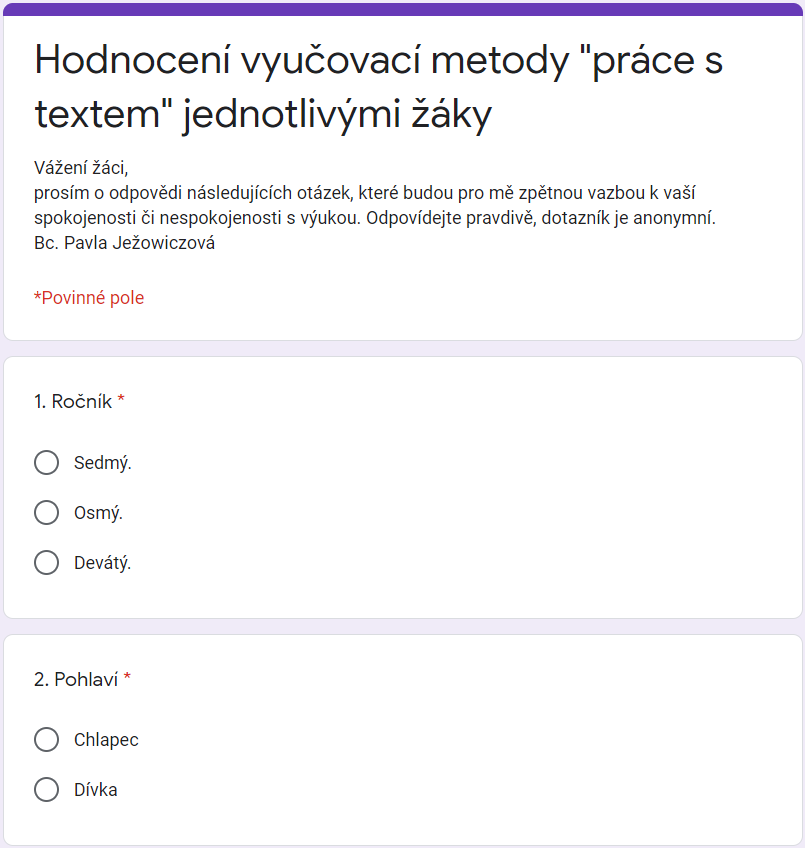 Hodnocení vyučovací metody "práce s
textem" jednotlivými žáky
Vážení žáci,
prosím o odpovědi následujících otázek, které budou pro mě zpětnou vazbou k vaší
spokojenosti či nespokojenosti s výukou. Odpovídejte pravdivě, dotazník je anonymní.
Bc. Pavla Ježowiczová
*Povinné pole
1. Ročník *
Sedmý.
Osmý.
Devátý.
2. Pohlaví *
Chlapec
Dívka